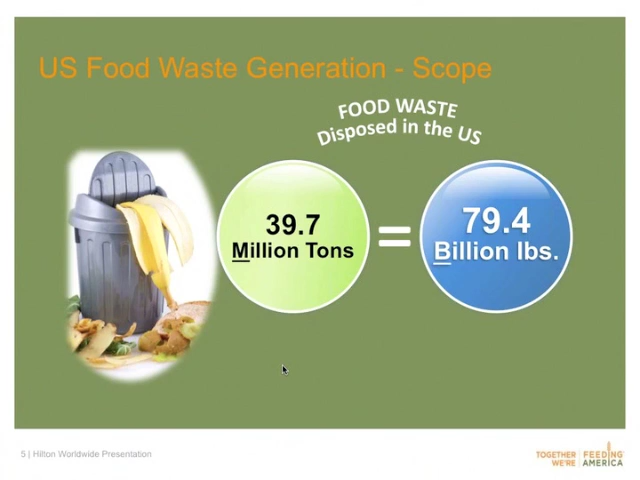 US Food Waste Generation - Scope
FOOD WASTE
Disposed in the US
39.7
Million Tons
=
79.4
Billion lbs.
5 | Hilton Worldwide Presentation
TOGETHER
WE'RE
FEEDING
AMERICA